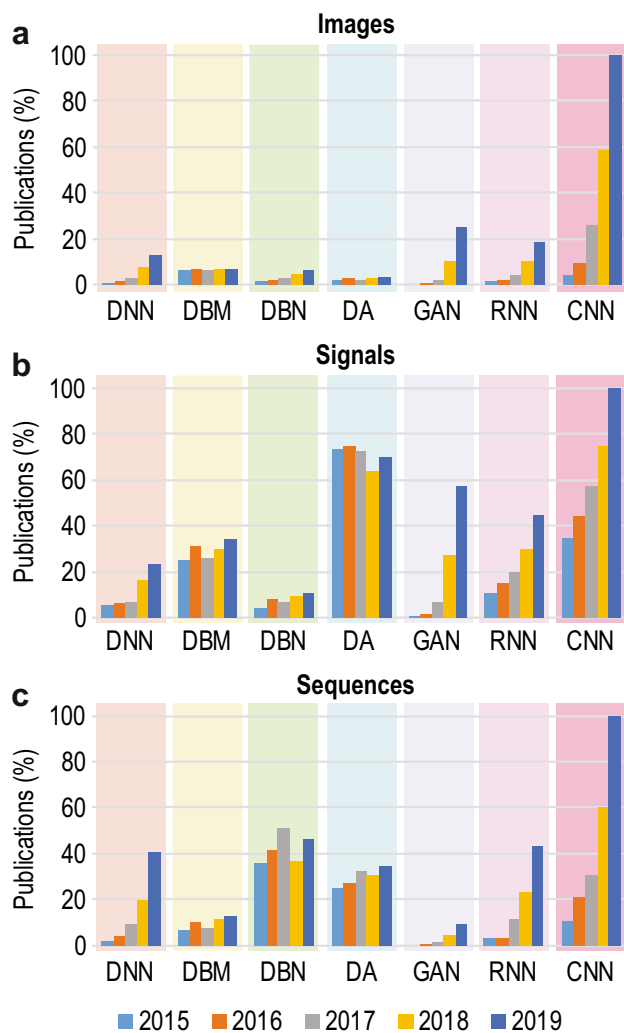 a Images
Publications (%)
100
80
60
40
20
0
DNN DBM DBN DA GAN RNN CNN
b Signals
Publications (%)
100
80
60
40
20
0
DNN DBM DBN DA GAN RNN CNN
c Sequences
Publications (%)
100
80
60
40
20
0
DNN DBM DBN DA GAN RNN CNN
2015 2016 2017 2018 2019